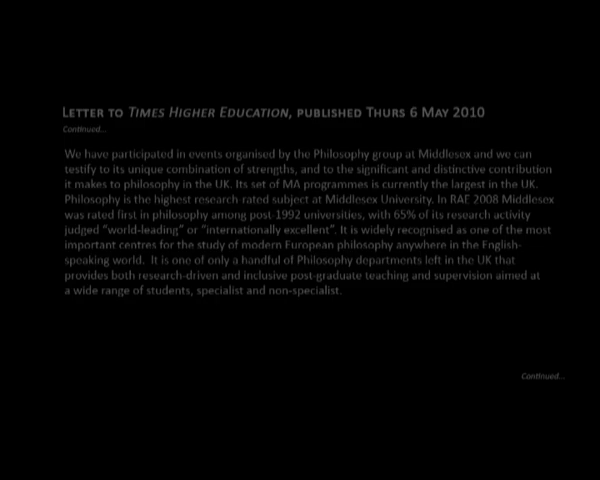 Letter to Times Higher Education, published Thurs 6 May 2010
Continued...
We have participated in events organised by the Philosophy group at Middlesex and we can
testify to its unique combination of strengths, and to the significant and distinctive contribution
it makes to philosophy in the UK. Its set of MA programmes is currently the largest in the UK.
Philosophy is the highest research rated subject at Middlesex University. In RAE 2008 Middlesex
was rated first in philosophy among post-1992 universities, with 65% of its research activity
judged “world-leading” or “internationally excellent”. It is widely recognised as one of the most
important centres for the study of modern European philosophy anywhere in the English-
speaking world. It is one of only a handful of Philosophy departments left in the UK that
provides both research-driven and inclusive post-graduate teaching and supervision aimed at
a wide range of students, specialist and non-specialist.
Continued...